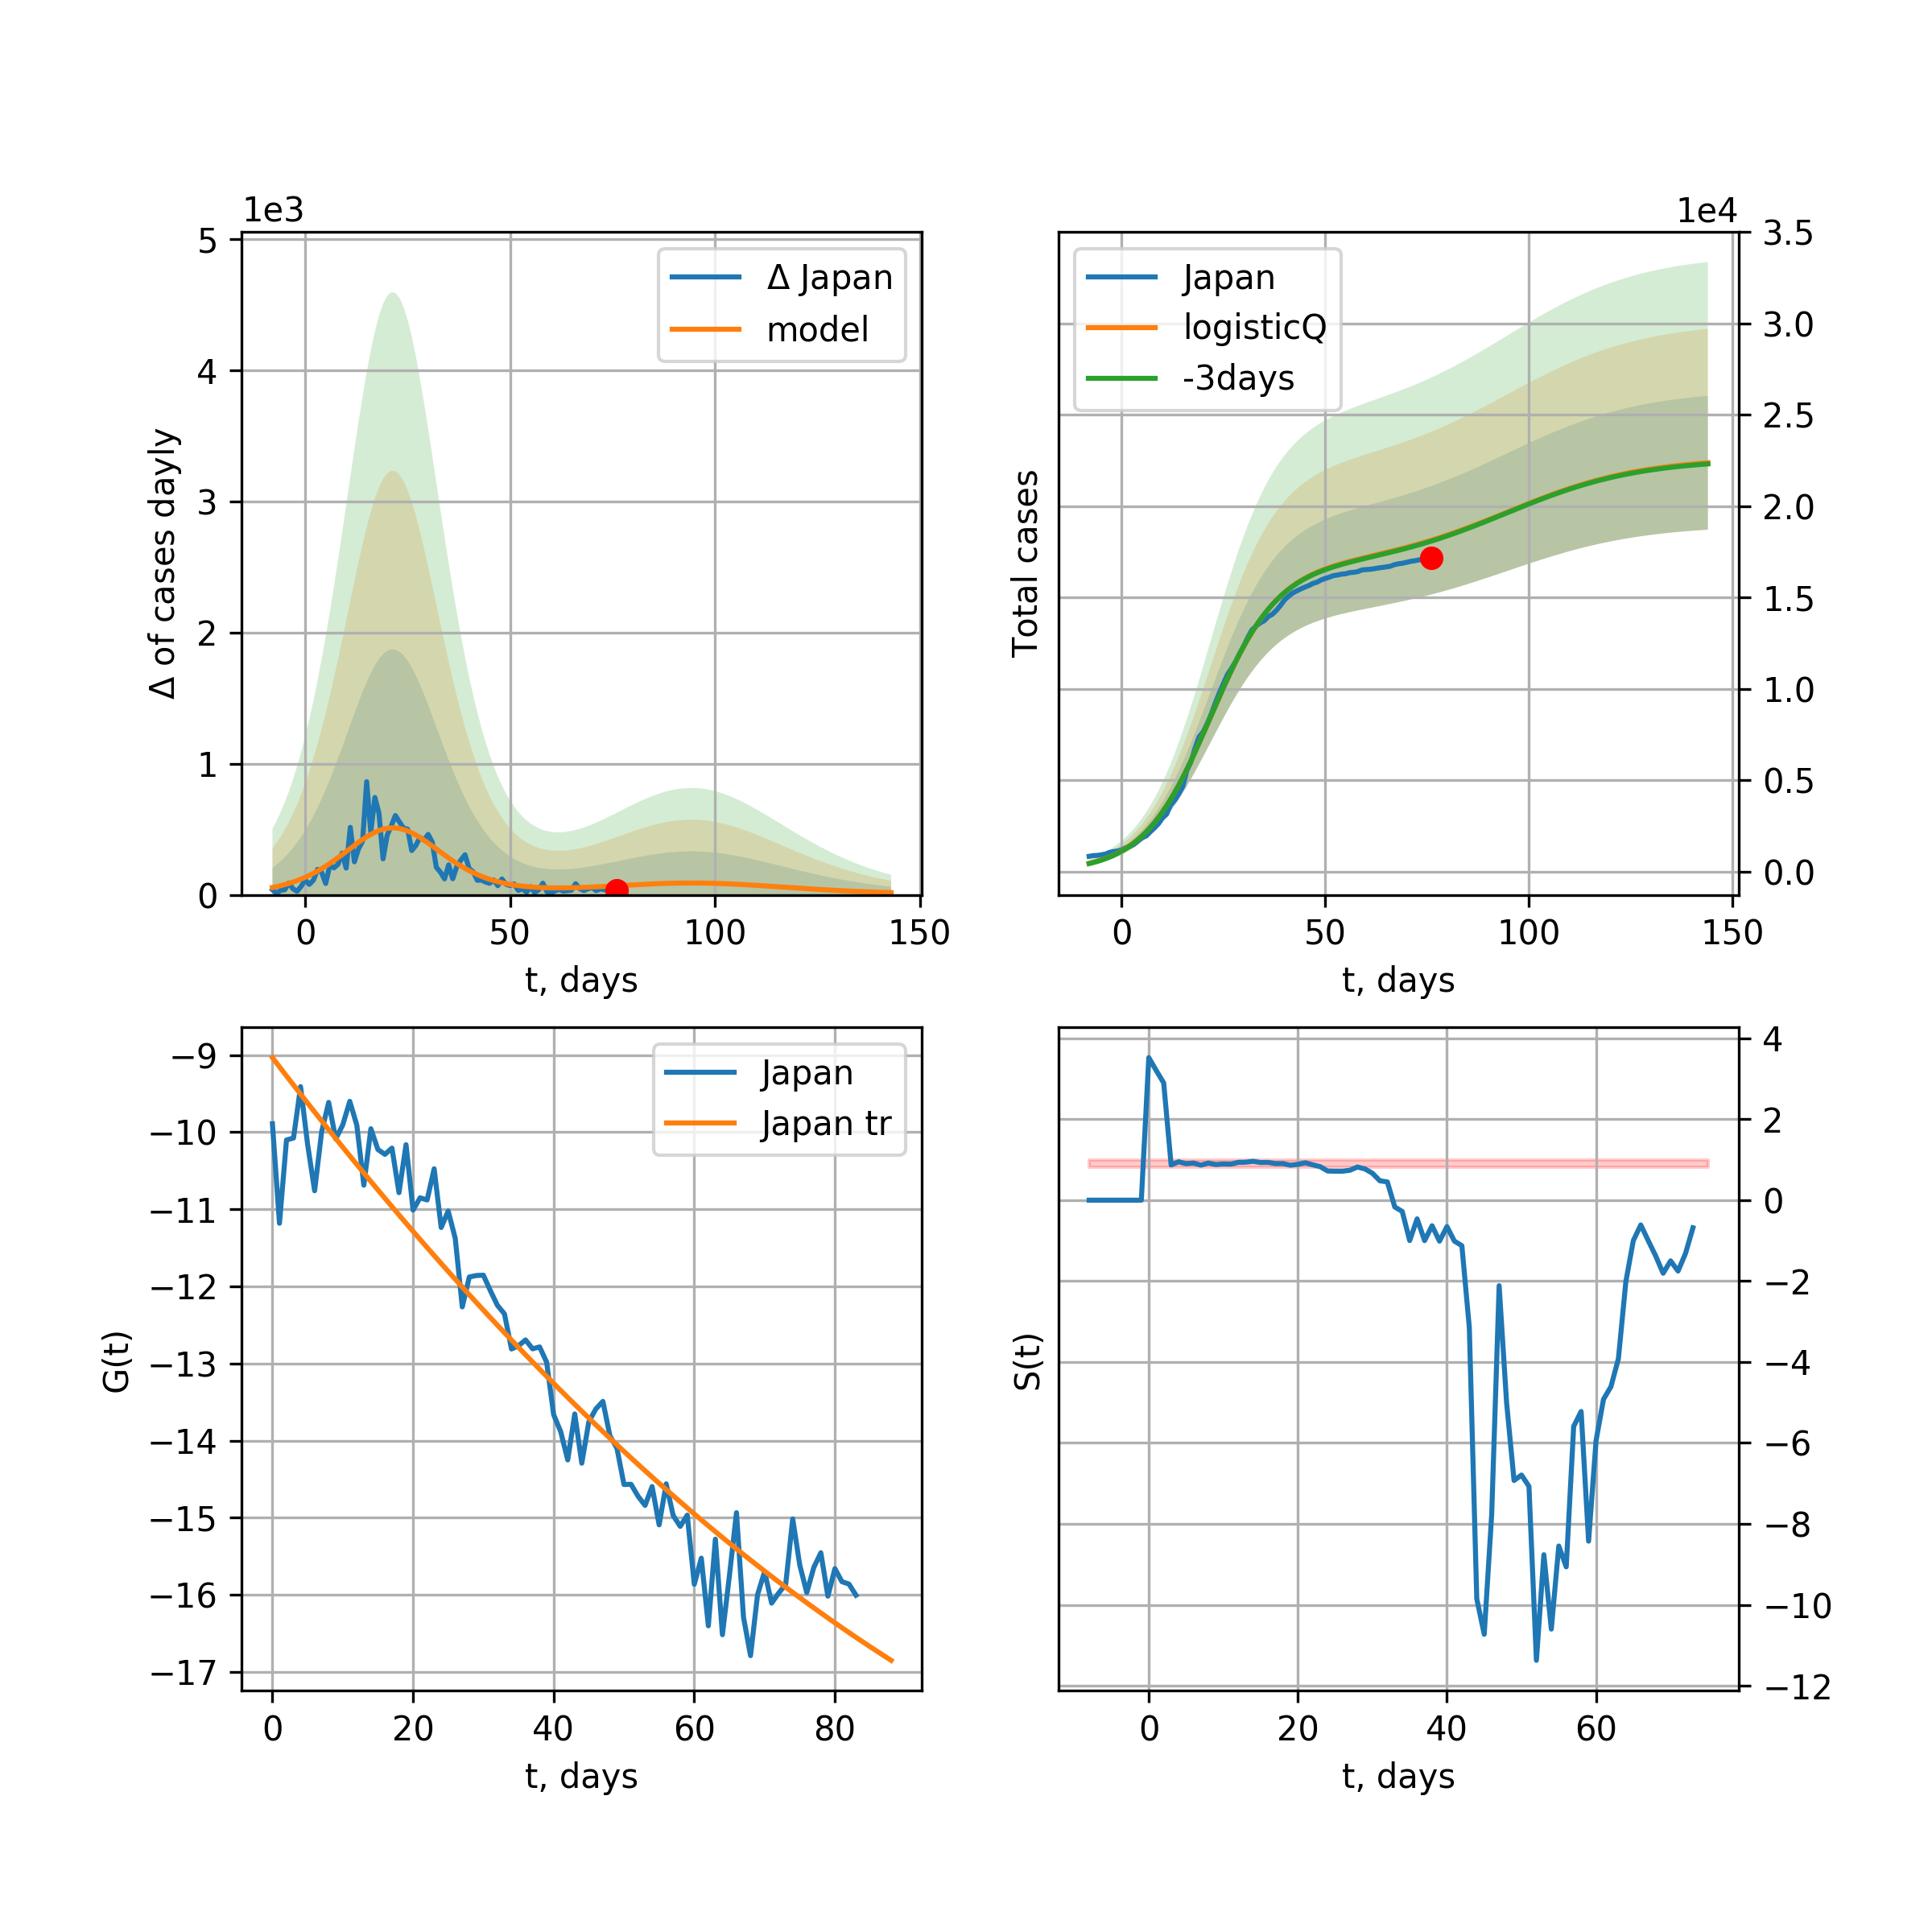 1e3
5
4
3
2
1
0
Δ of cases dayly
Δ Japan
model
0 50 100 150
t, days
1e4
3.5
3.0
2.5
2.0
1.5
1.0
0.5
0.0
Total cases
Japan
logisticQ
-3days
0 50 100 150
t, days
−9
−10
−11
−12
−13
−14
−15
−16
−17
G(t)
Japan
Japan tr
0 20 40 60 80
t, days
4
2
0
−2
−4
−6
−8
−10
−12
S(t)
0 20 40 60
t, days